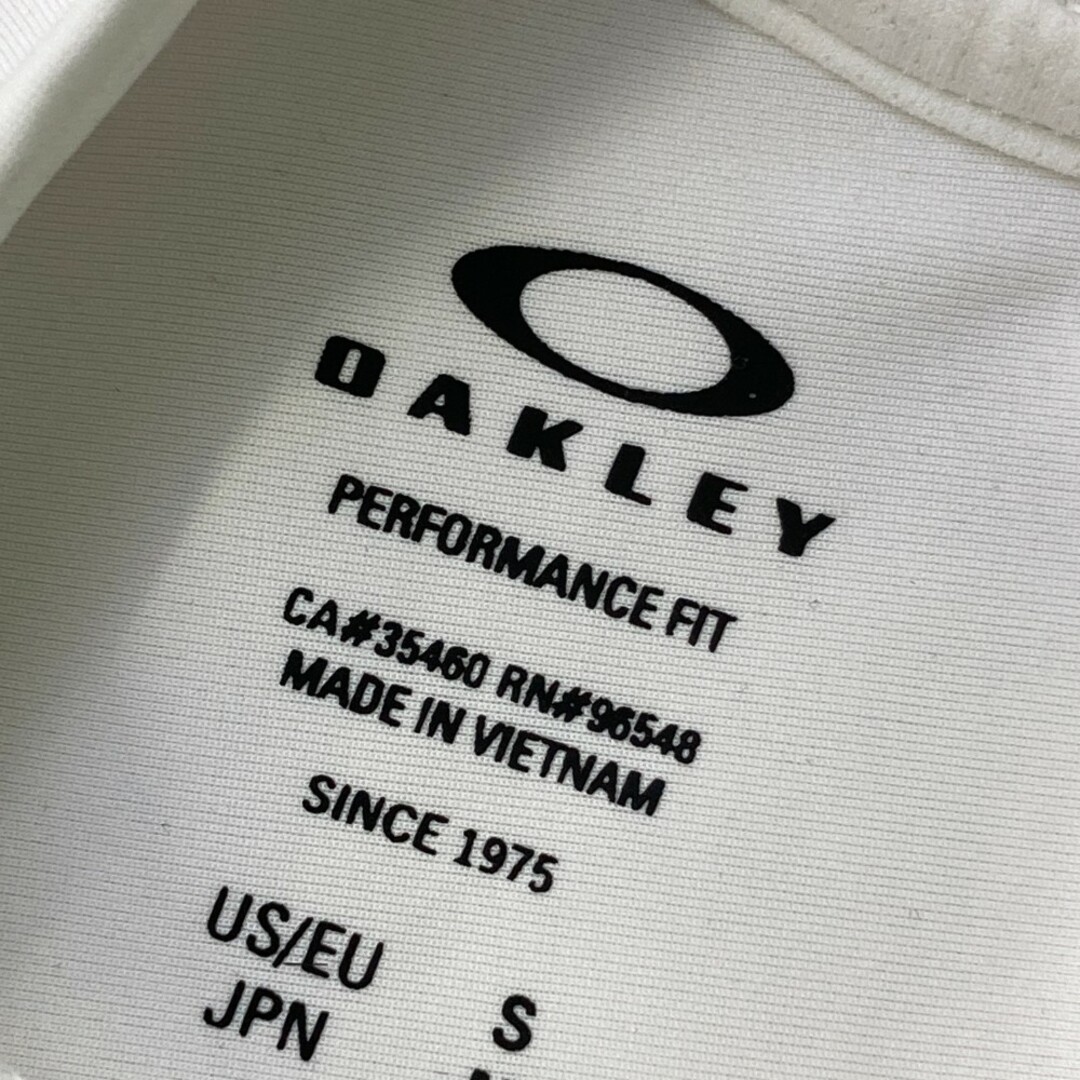 OAKLEY
PERFORMANCE FIT
CA#35460 RN#96548
MADE IN VIETNAM
SINCE 1975
US/EU S
JPN